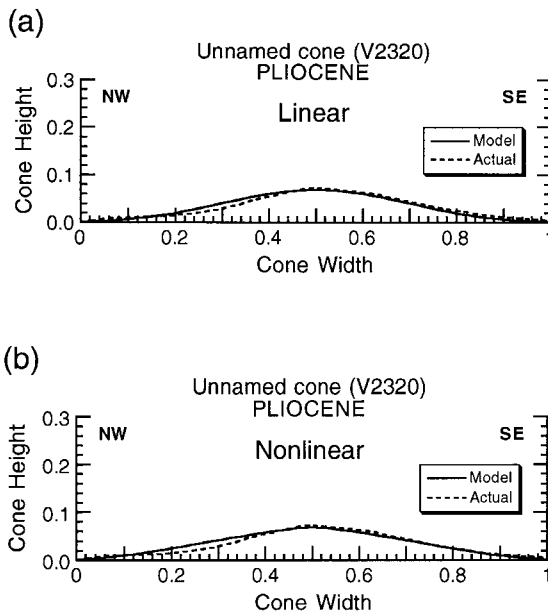 (a)
Unnamed cone (V2320)
PLIOCENE
0.3
NW
SE
Linear
0.2
Cone Height
Model
Actual
0.1
0.0
0 0.2 0.4 0.6 0.8 1
Cone Width
(b)
Unnamed cone (V2320)
PLIOCENE
0.3
NW
SE
Nonlinear
0.2
Cone Height
Model
Actual
0.1
0.0
0 0.2 0.4 0.6 0.8 1
Cone Width